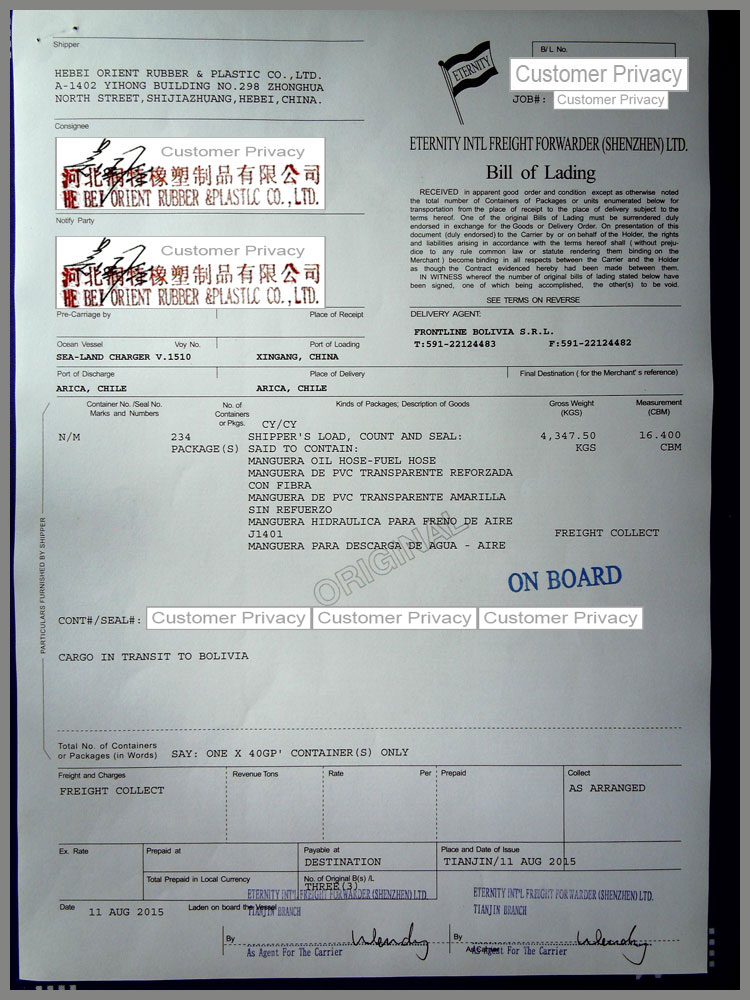 Shipper
HEBEI ORIENT RUBBER & PLASTIC CO.,LTD.
A-1402 YIHONG BUILDING NO.298 ZHONGHUA
NORTH STREET,SHIJIAZHUANG,HEBEI,CHINA.
ETERNITY
B/L No.
Customer Privacy
JOB#: Customer Privacy
ETERNITY INTL FREIGHT FORWARDER (SHENZHEN) LTD.
Bill of Lading
RECEIVED in apparent good order and condition except as otherwise noted
the total number of Containers of Packages or units enumerated below for
transportation from the place of receipt to the place of delivery subject to the
terms hereof. One of the original Bills of Lading must be surrendered duly
endorsed in exchange for the Goods or Delivery Order. On presentation of this
document (duly endorsed) to the Carrier by or on behalf of the Holder, the rights
and liabilities arising in accordance with the terms hereof shall ( without preju-
dice to any rule common law or statute rendering them binding on the
Merchant ) become binding in all respects between the Carrier and the Holder
as though the Contract evidenced hereby had been made between them.
IN WITNESS whereof the number of original bills of lading stated below have
been signed, one of which being accomplished, the other(s) to be void.
SEE TERMS ON REVERSE
Consignee
Customer Privacy
河北 橡塑制品有限公司
HE BEI ORIENT RUBBER &PLASTLC CO.,LTD.
Notify Party
Customer Privacy
河北 橡塑制品有限公司
HE BEI ORIENT RUBBER &PLASTLC CO.,LTD.
Pre-Carriage by Place of Receipt
DELIVERY AGENT:
FRONTLINE BOLIVIA S.R.L.
T:591-22124483 F:591-22124482
Ocean Vessel Voy No. Port of Loading
SEA-LAND CHARGER V.1510 XINGANG, CHINA
Port of Discharge Place of Delivery Final Destination ( for the Merchant' s reference)
ARICA, CHILE ARICA, CHILE
Container No. /Seal No.
Marks and Numbers
No. of
Containers
or Pkgs.
Kinds of Packages; Description of Goods
Gross Weight
(KGS)
Measurement
(CBM)
CY/CY
N/M 234 SHIPPER'S LOAD, COUNT AND SEAL: 4,347.50 16.400
PACKAGE(S) SAID TO CONTAIN: KGS CBM
MANGUERA OIL HOSE-FUEL HOSE
MANGUERA DE PVC TRANSPARENTE REFORZADA
CON FIBRA
MANGUERA DE PVC TRANSPARENTE AMARILLA
SIN REFUERZO
MANGUERA HIDRAULICA PARA FRENO DE AIRE
J1401 FREIGHT COLLECT
MANGUERA PARA DESCARGA DE AGUA - AIRE
ORIGINAL
ON BOARD
PARTICULARS FURNISHED BY SHIPPER
CONT#/SEAL#: Customer Privacy Customer Privacy Customer Privacy
CARGO IN TRANSIT TO BOLIVIA
Total No. of Containers
or Packages (in Words) SAY: ONE X 40GP' CONTAINER(S) ONLY
Freight and Charges Revenue Tons Rate Per Prepaid Collect
FREIGHT COLLECT AS ARRANGED
Ex. Rate Prepaid at Payable at Place and Date of Issue
DESTINATION TIANJIN/11 AUG 2015
Total Prepaid in Local Currency No. of Original B(s) /L
THREE(3)
ETERNITY INT'L FREIGHT FORWARDER (SHENZHEN) LTD. ETERNITY INT'L FREIGHT FORWARDER (SHENZHEN) LTD.
Date 11 AUG 2015 Laden on board the Vessel
TIANJIN BRANCH TIANJIN BRANCH
By By
As Agent For The Carrier As Agent For The Carrier